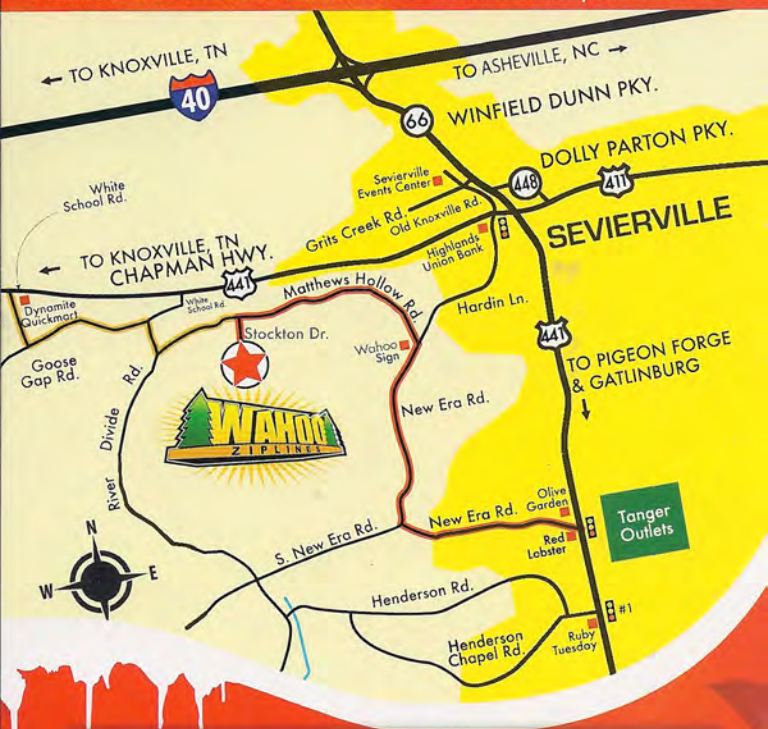 ← TO KNOXVILLE, TN
40
TO ASHEVILLE, NC →
66
WINFIELD DUNN PKY.
DOLLY PARTON PKY.
448
411
White
School Rd.
Sevierville
Events Center
Grits Creek Rd.
Old Knoxville Rd.
SEVIERVILLE
← TO KNOXVILLE, TN
CHAPMAN HWY.
441
Highlands
Union Bank
Matthews Hollow Rd.
Hardin Ln.
White
School Rd.
Dynamite
Quickmart
Stockton Dr.
Wahoo
Sign
441
Goose
Gap Rd.
TO PIGEON FORGE
& GATLINBURG
↓
WAHOO
ZIPLINES
New Era Rd.
River Divide Rd.
Olive
Garden
New Era Rd.
Tanger
Outlets
Red
Lobster
S. New Era Rd.
N
W E
S
Henderson Rd.
#1
Henderson
Chapel Rd.
Ruby
Tuesday